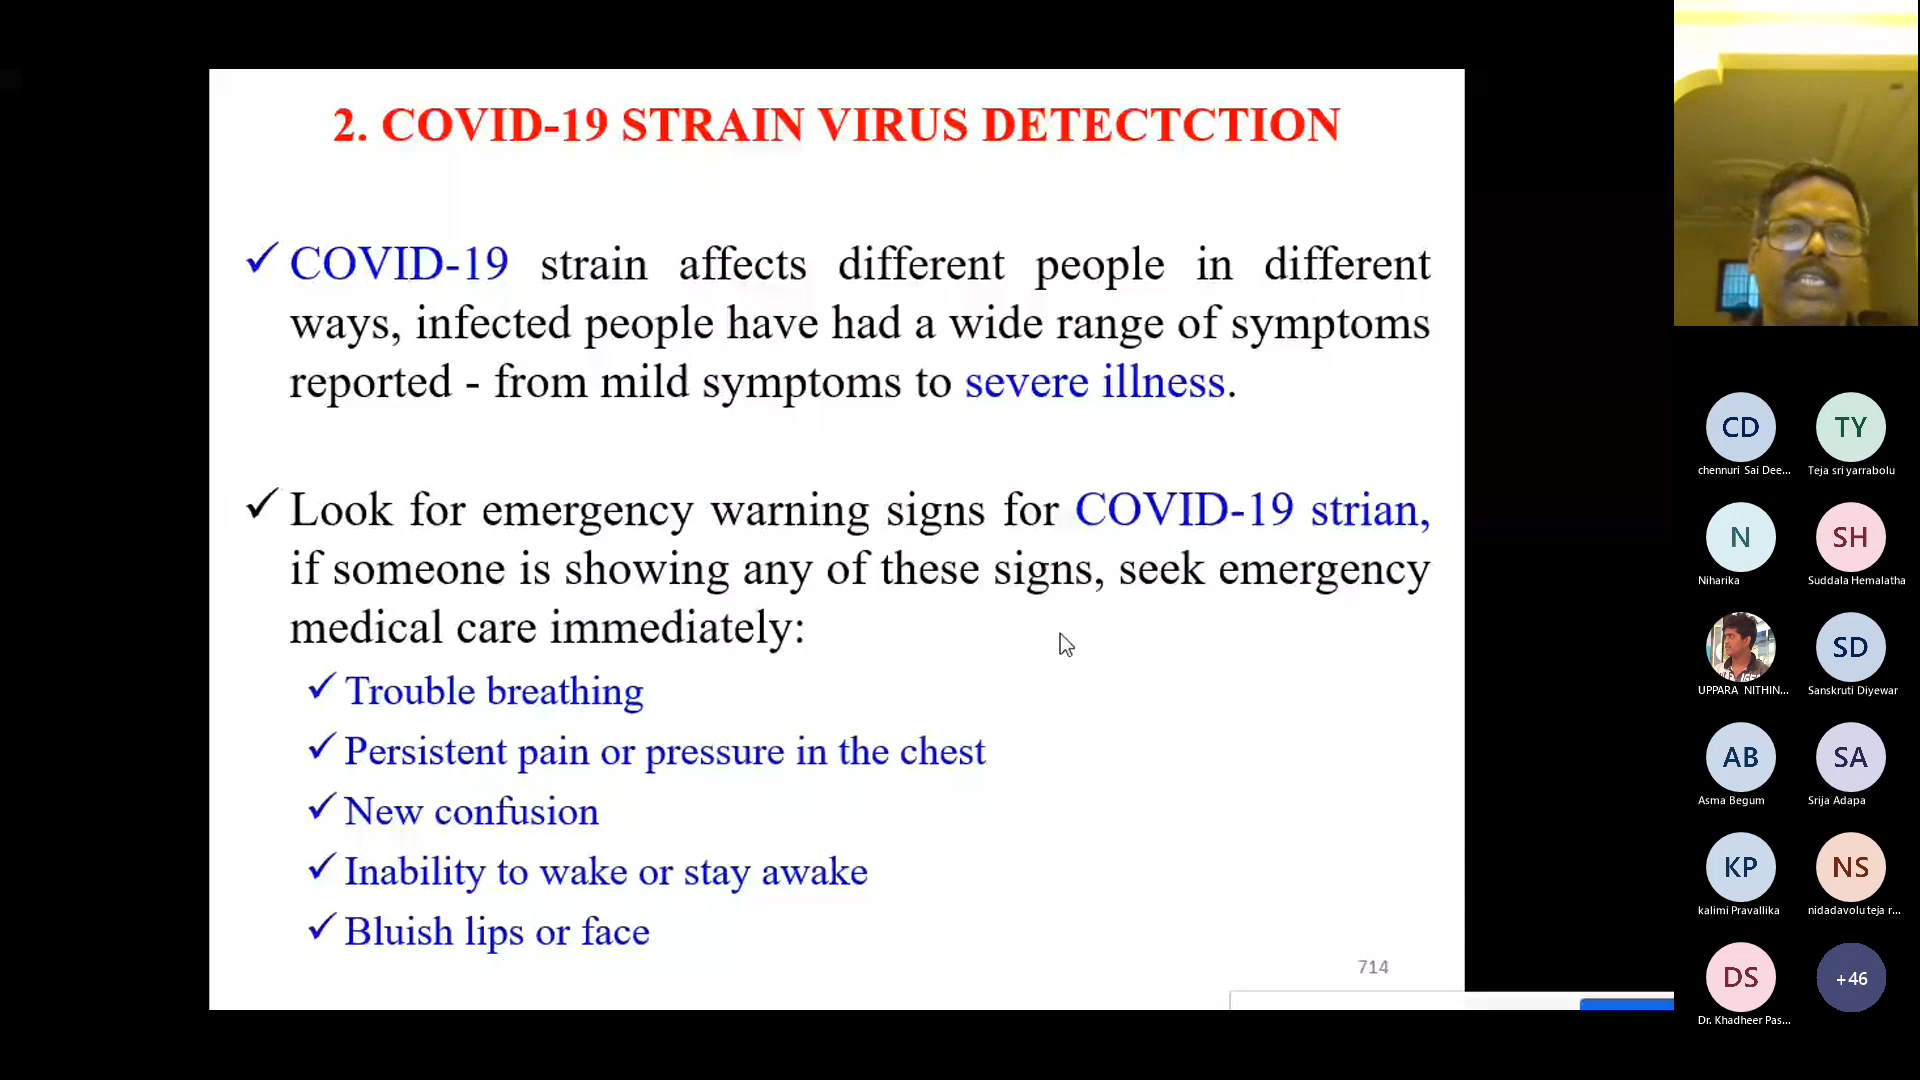 2. COVID-19 STRAIN VIRUS DETECTCTION
✓ COVID-19 strain affects different people in different
ways, infected people have had a wide range of symptoms
reported - from mild symptoms to severe illness.
✓ Look for emergency warning signs for COVID-19 strian,
if someone is showing any of these signs, seek emergency
medical care immediately:
✓ Trouble breathing
✓ Persistent pain or pressure in the chest
✓ New confusion
✓ Inability to wake or stay awake
✓ Bluish lips or face
714
CD
TY
chennuri Sai Dee...
Teja sri yarrabolu
N
SH
Niharika
Suddala Hemalatha
SD
UPPARA NITHIN...
Sanskruti Diyewar
AB
SA
Asma Begum
Srija Adapa
KP
NS
kalimi Pravallika
nidadavolu teja r...
DS
+46
Dr. Khadheer Pas...